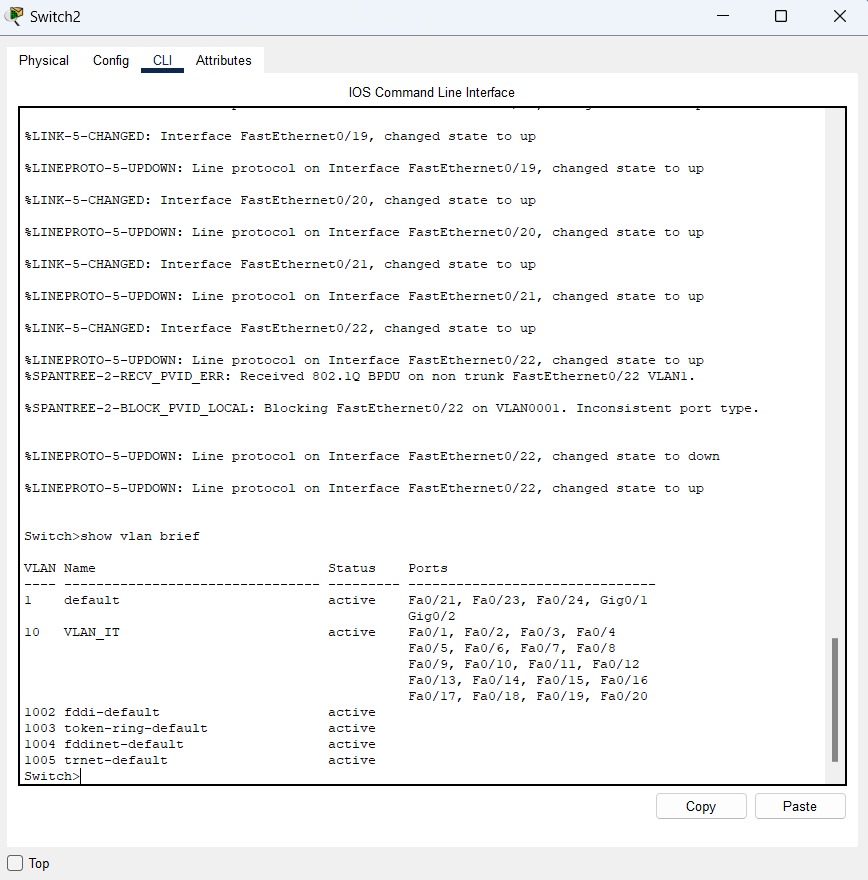 Switch2
Physical Config CLI Attributes
IOS Command Line Interface
%LINK-5-CHANGED: Interface FastEthernet0/19, changed state to up
%LINEPROTO-5-UPDOWN: Line protocol on Interface FastEthernet0/19, changed state to up
%LINK-5-CHANGED: Interface FastEthernet0/20, changed state to up
%LINEPROTO-5-UPDOWN: Line protocol on Interface FastEthernet0/20, changed state to up
%LINK-5-CHANGED: Interface FastEthernet0/21, changed state to up
%LINEPROTO-5-UPDOWN: Line protocol on Interface FastEthernet0/21, changed state to up
%LINK-5-CHANGED: Interface FastEthernet0/22, changed state to up
%LINEPROTO-5-UPDOWN: Line protocol on Interface FastEthernet0/22, changed state to up
%SPANTREE-2-RECV_PVID_ERR: Received 802.1Q BPDU on non trunk FastEthernet0/22 VLAN1.
%SPANTREE-2-BLOCK_PVID_LOCAL: Blocking FastEthernet0/22 on VLAN0001. Inconsistent port type.
%LINEPROTO-5-UPDOWN: Line protocol on Interface FastEthernet0/22, changed state to down
%LINEPROTO-5-UPDOWN: Line protocol on Interface FastEthernet0/22, changed state to up
Switch>show vlan brief
VLAN Name Status Ports
---- -------------------------------- --------- -------------------------------
1 default active Fa0/21, Fa0/23, Fa0/24, Gig0/1
Gig0/2
10 VLAN_IT active Fa0/1, Fa0/2, Fa0/3, Fa0/4
Fa0/5, Fa0/6, Fa0/7, Fa0/8
Fa0/9, Fa0/10, Fa0/11, Fa0/12
Fa0/13, Fa0/14, Fa0/15, Fa0/16
Fa0/17, Fa0/18, Fa0/19, Fa0/20
1002 fddi-default active
1003 token-ring-default active
1004 fddinet-default active
1005 trnet-default active
Switch>
Copy Paste
Top